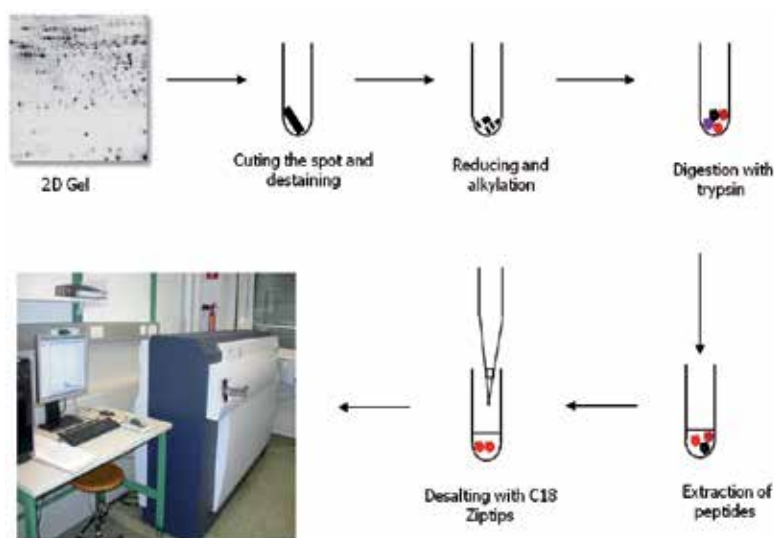 2D Gel
Cuting the spot and
destaining
Reducing and
alkylation
Digestion with
trypsin
Extraction of
peptides
Desalting with C18
Ziptips